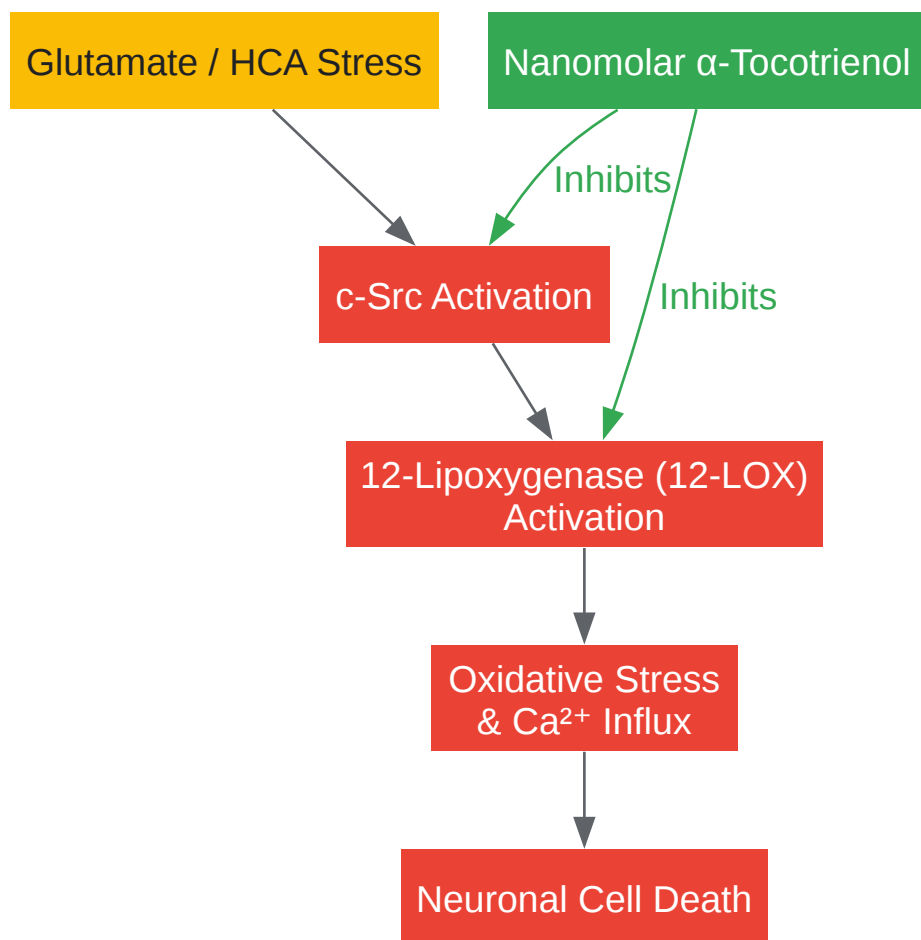 Glutamate / HCA Stress
Nanomolar α-Tocotrienol
Inhibits
c-Src Activation
Inhibits
12-Lipoxygenase (12-LOX)
Activation
Oxidative Stress
& Ca²⁺ Influx
Neuronal Cell Death